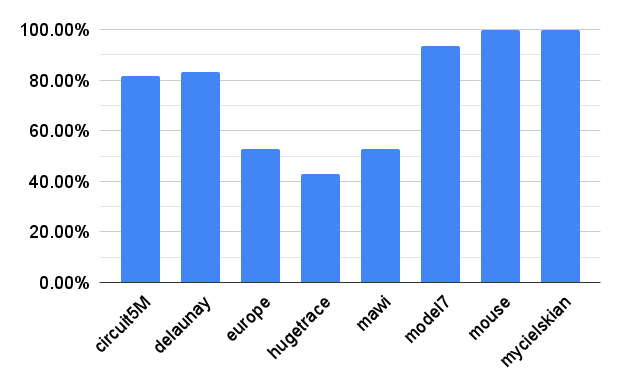 100.00%
80.00%
60.00%
40.00%
20.00%
0.00%
circuit5M
delaunay
europe
hugetrace
mawi
model7
mouse
mycielskian